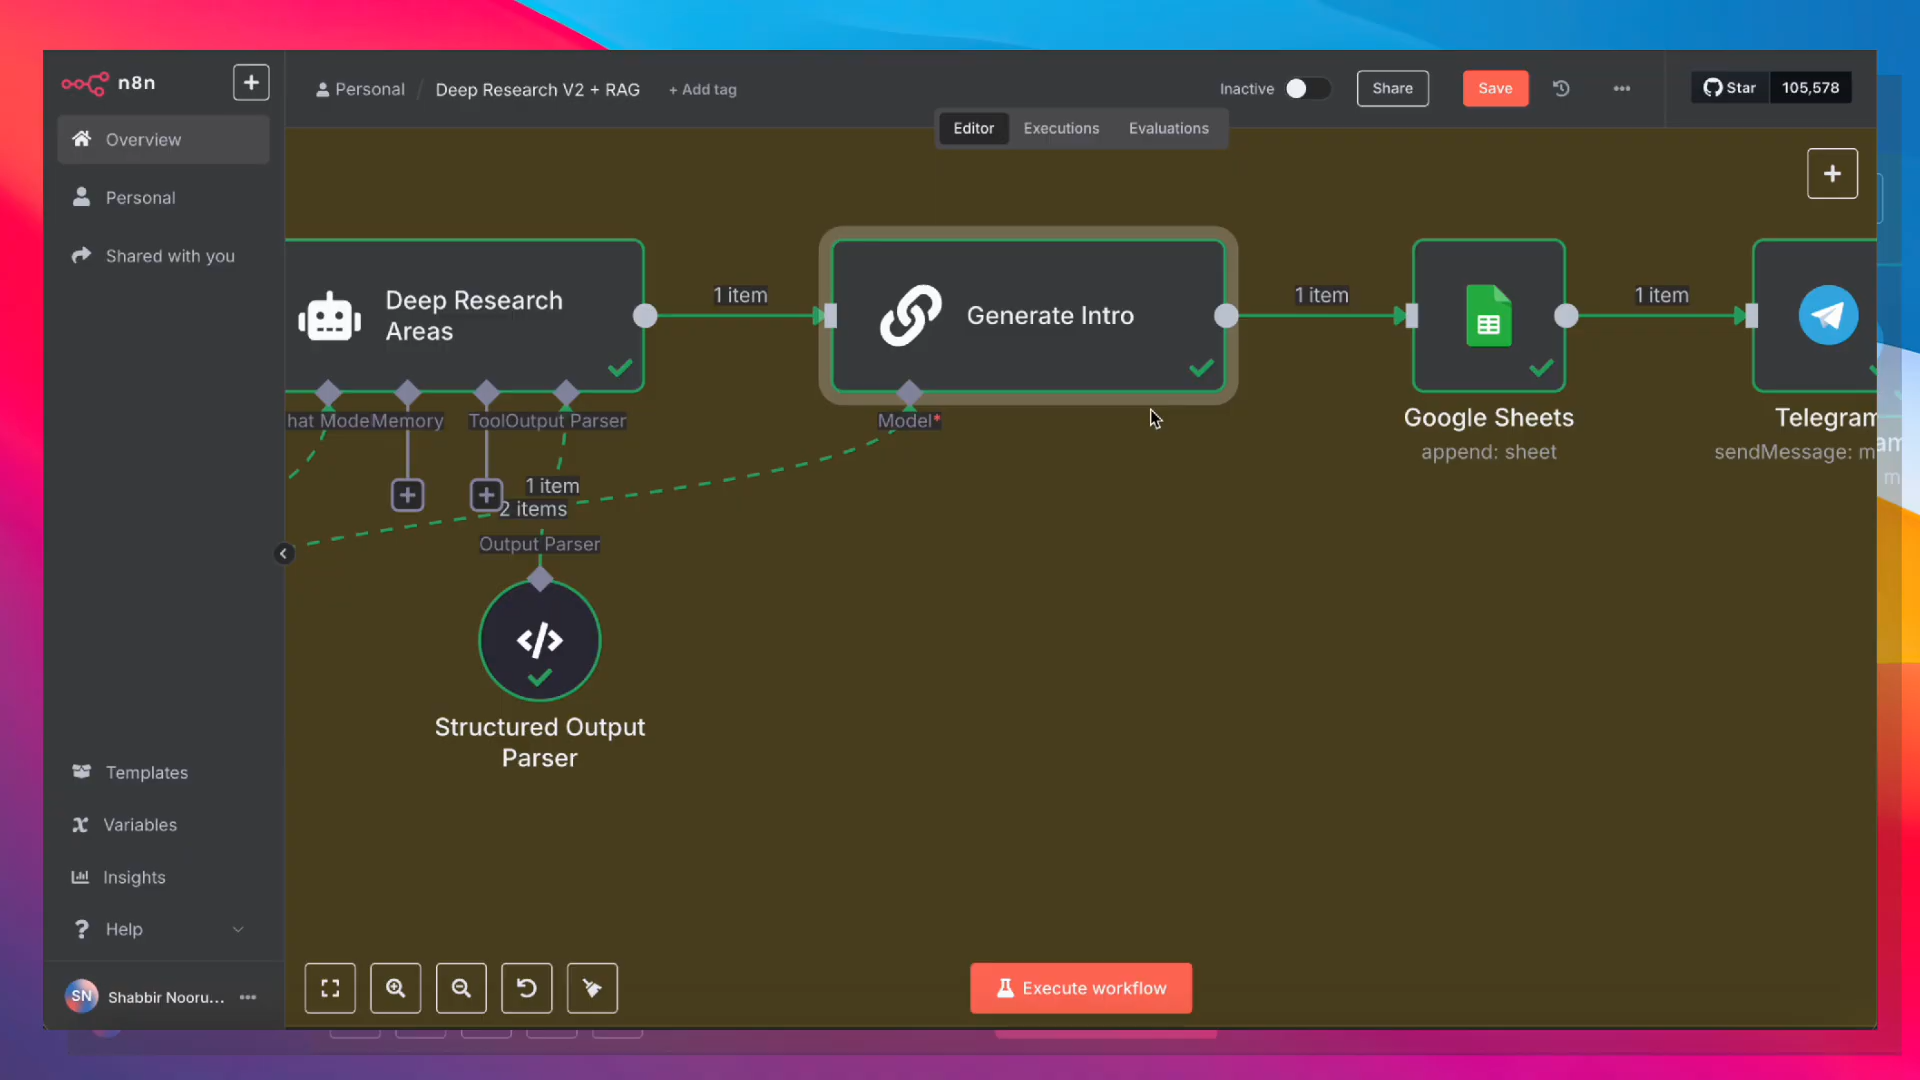 n8n
Personal / Deep Research V2 + RAG + Add tag
Inactive
Share
Save
Star 105,578
Editor Executions Evaluations
Overview
Personal
Shared with you
Deep Research
Areas
1 item
Generate Intro
1 item
1 item
hat Mode Memory Tool Output Parser
Model*
Google Sheets
append: sheet
Telegram
sendMessage: m
1 item
2 items
Output Parser
Structured Output
Parser
Templates
Variables
Insights
Help
SN Shabbir Nooru...
Execute workflow